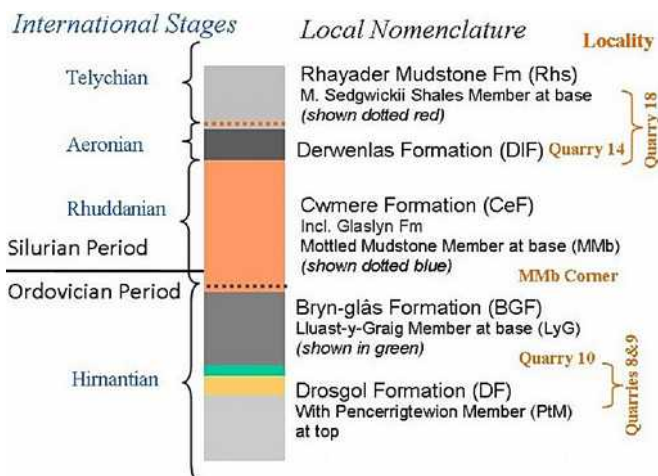 International Stages
Local Nomenclature
Locality
Telychian
Rhayader Mudstone Fm (Rhs)
M. Sedgwickii Shales Member at base
(shown dotted red)
Quarry 18
Aeronian
Derwenlas Formation (DlF)
Quarry 14
Rhuddanian
Cwmere Formation (CeF)
Incl. Glaslyn Fm
Mottled Mudstone Member at base (MMb)
(shown dotted blue)
Silurian Period
MMb Corner
Ordovician Period
Bryn-glâs Formation (BGF)
Lluast-y-Graig Member at base (LyG)
(shown in green)
Quarry 10
Quarries 8&9
Hirnantian
Drosgol Formation (DF)
With Pencerrigtewion Member (PtM)
at top